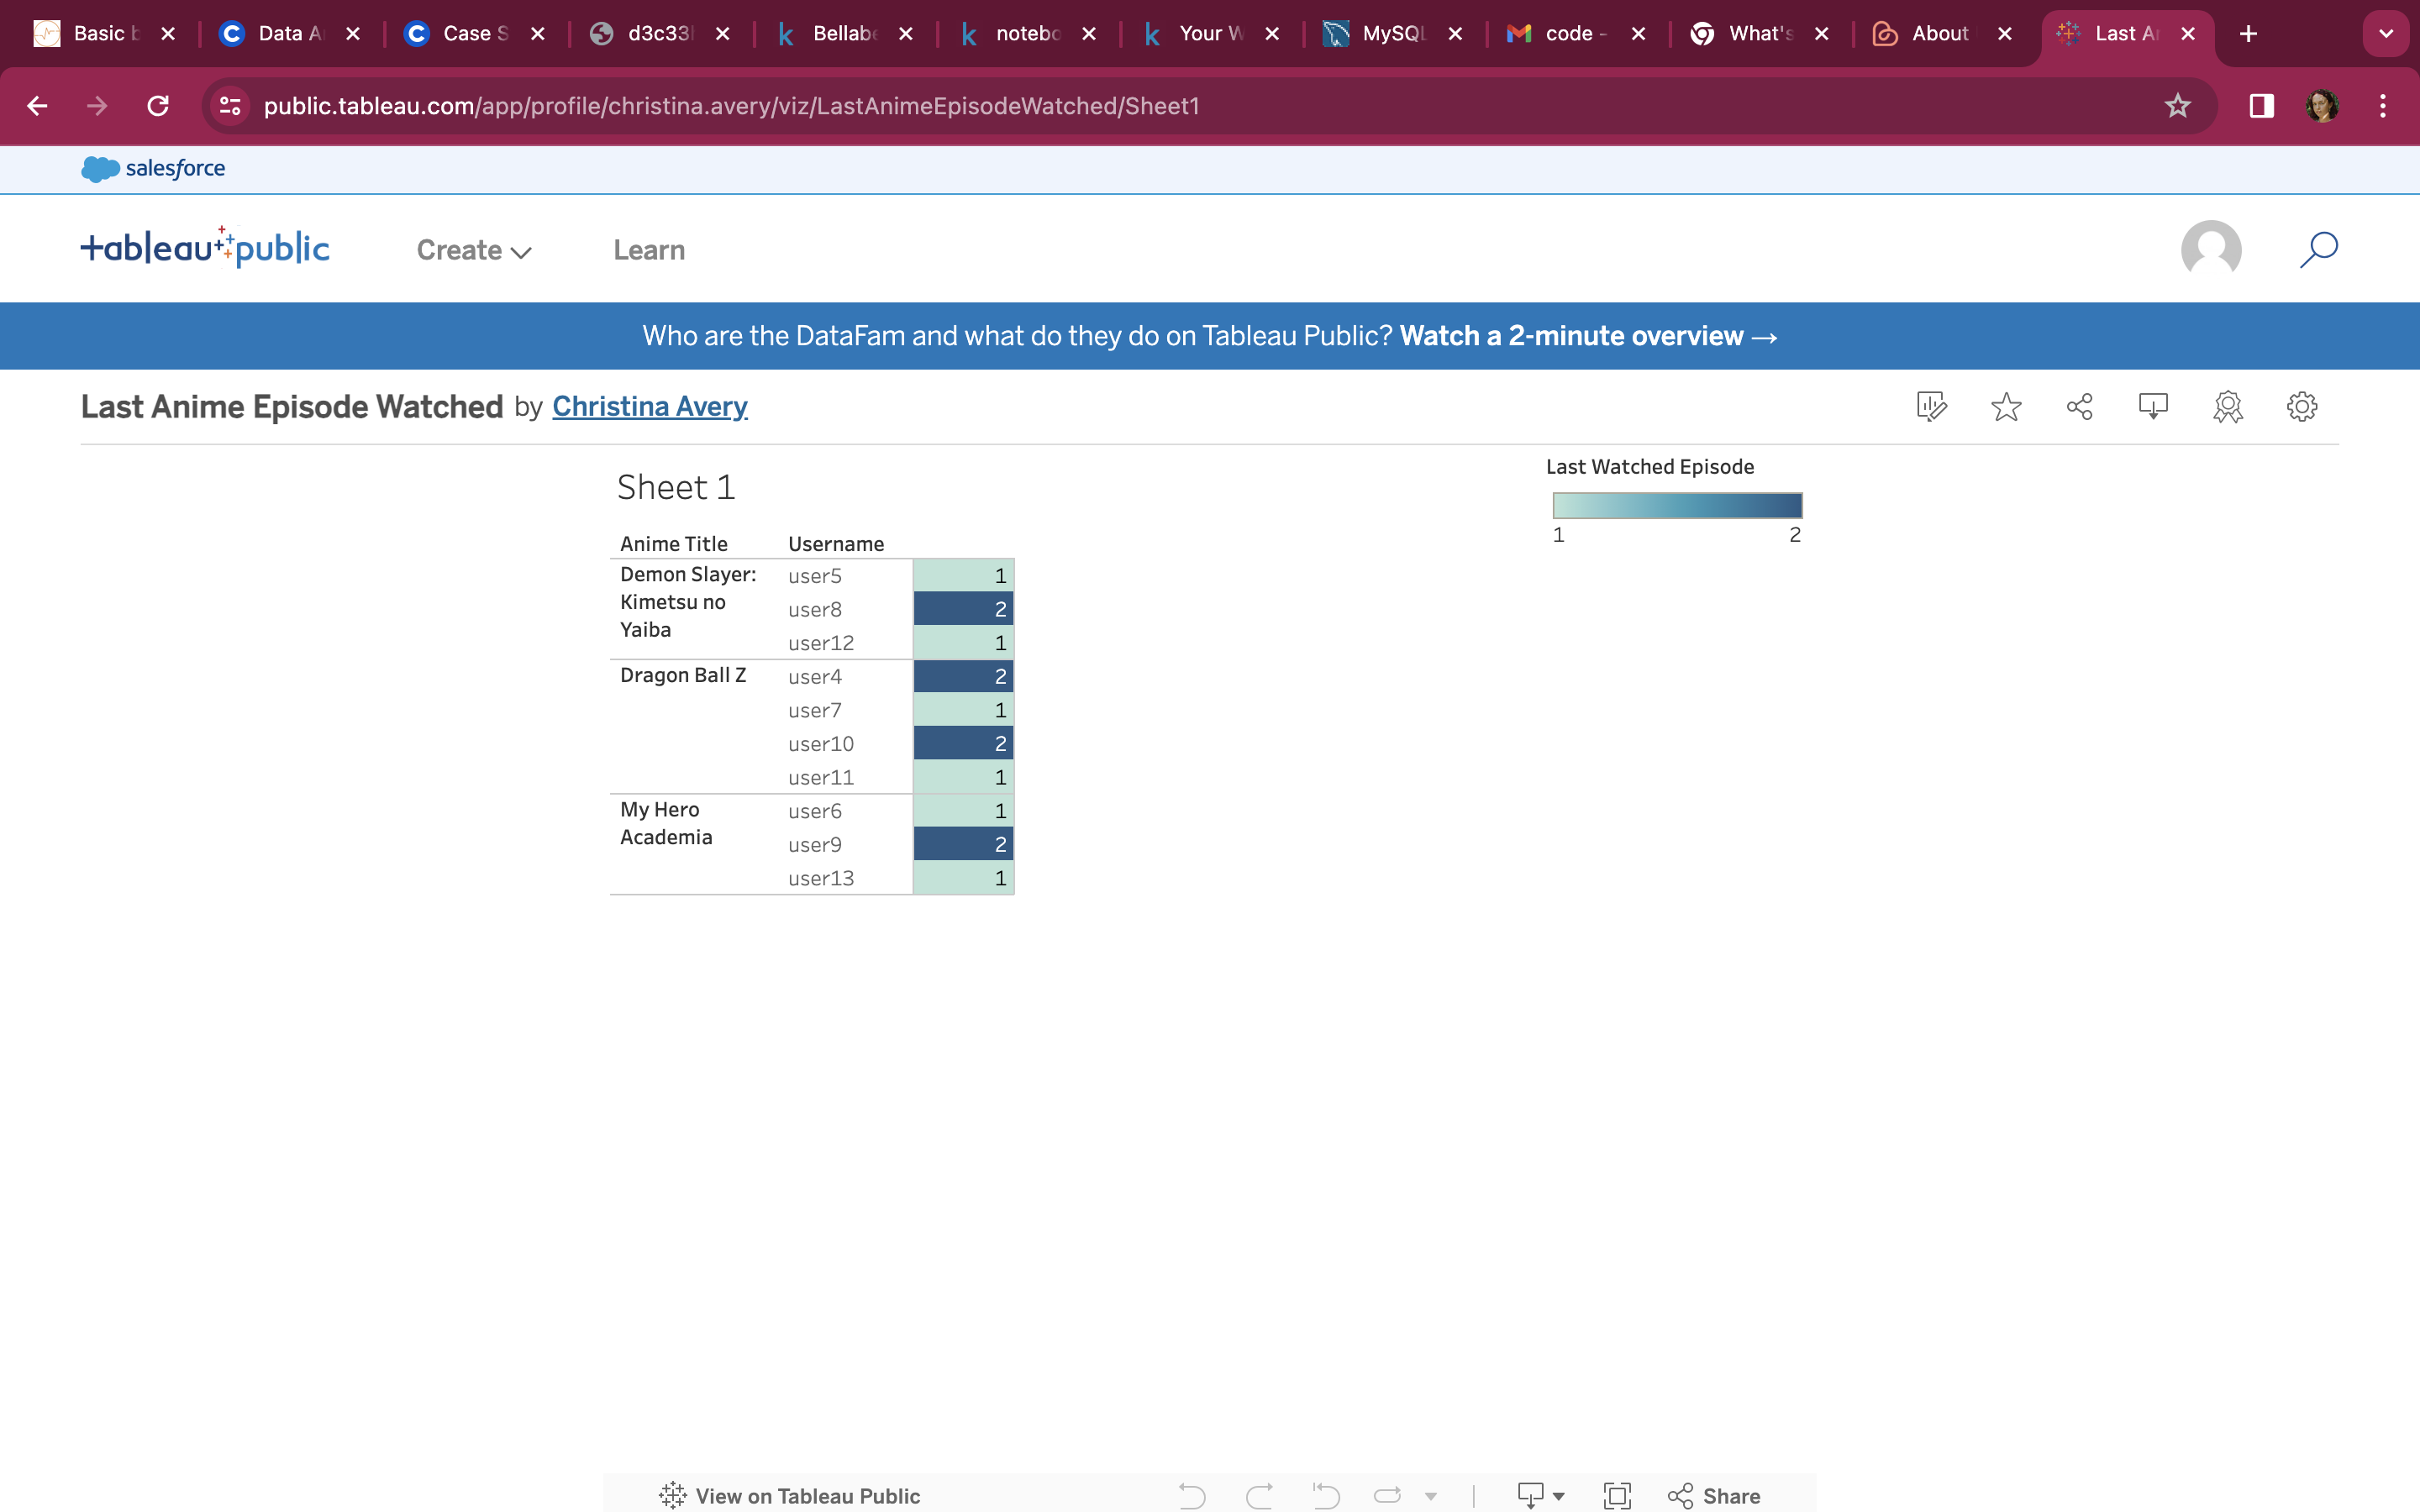 Basic b Data A Case S d3c33 Bellab notebo Your W MySQL code - What's About Last A
public.tableau.com/app/profile/christina.avery/viz/LastAnimeEpisodeWatched/Sheet1
salesforce
+ableau public Create Learn
Who are the DataFam and what do they do on Tableau Public? Watch a 2-minute overview →
Last Anime Episode Watched by Christina Avery
Last Watched Episode
1 2
Sheet 1
Anime Title Username
Demon Slayer: user5 1
Kimetsu no user8 2
Yaiba user12 1
Dragon Ball Z user4 2
user7 1
user10 2
user11 1
My Hero user6 1
Academia user9 2
user13 1
View on Tableau Public Share